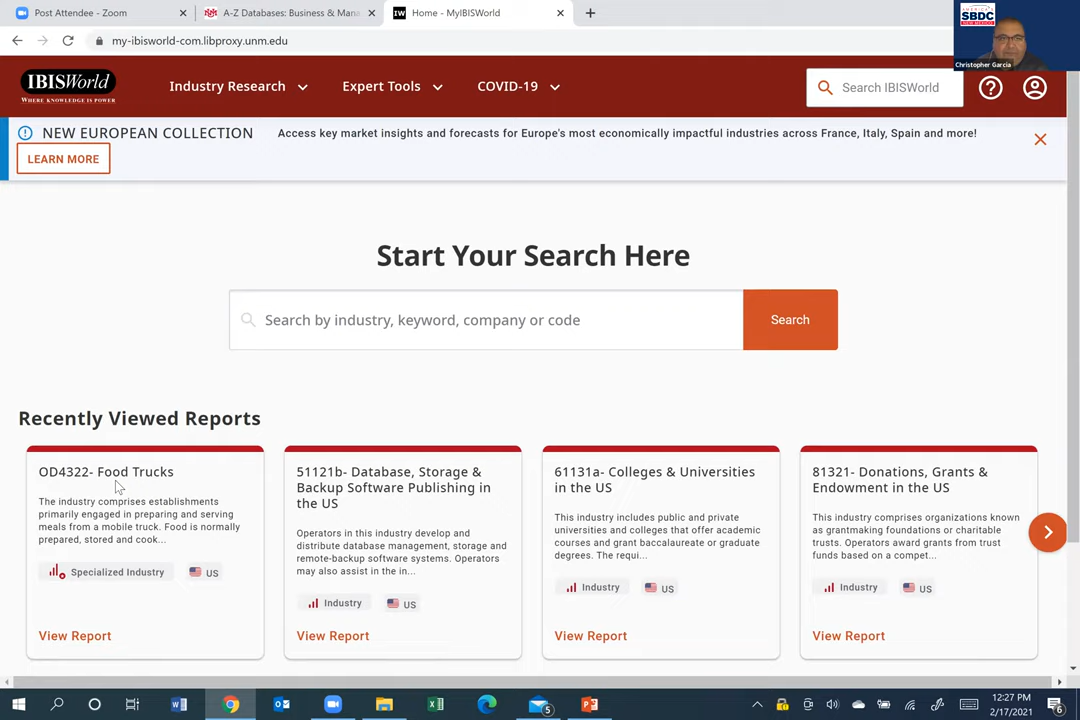 Post Attendee - Zoom
A-Z Databases: Business & Mana
Home - MyIBISWorld
my-ibisworld-com.libproxy.unm.edu
AMERICA'S
SBDC
NEW MEXICO
Christopher Garcia
IBISWorld
WHERE KNOWLEDGE IS POWER
Industry Research
Expert Tools
COVID-19
Search IBISWorld
NEW EUROPEAN COLLECTION
Access key market insights and forecasts for Europe's most economically impactful industries across France, Italy, Spain and more!
LEARN MORE
Start Your Search Here
Search by industry, keyword, company or code
Search
Recently Viewed Reports
OD4322- Food Trucks
The industry comprises establishments
primarily engaged in preparing and serving
meals from a mobile truck. Food is normally
prepared, stored and cook...
Specialized Industry
US
View Report
51121b- Database, Storage &
Backup Software Publishing in
the US
Operators in this industry develop and
distribute database management, storage and
remote-backup software systems. Operators
may also assist in the in...
Industry
US
View Report
61131a- Colleges & Universities
in the US
This industry includes public and private
universities and colleges that offer academic
courses and grant baccalaureate or graduate
degrees. The requi...
Industry
US
View Report
81321- Donations, Grants &
Endowment in the US
This industry comprises organizations known
as grantmaking foundations or charitable
trusts. Operators award grants from trust
funds based on a compet...
Industry
US
View Report
5
12:27 PM
2/17/2021
6